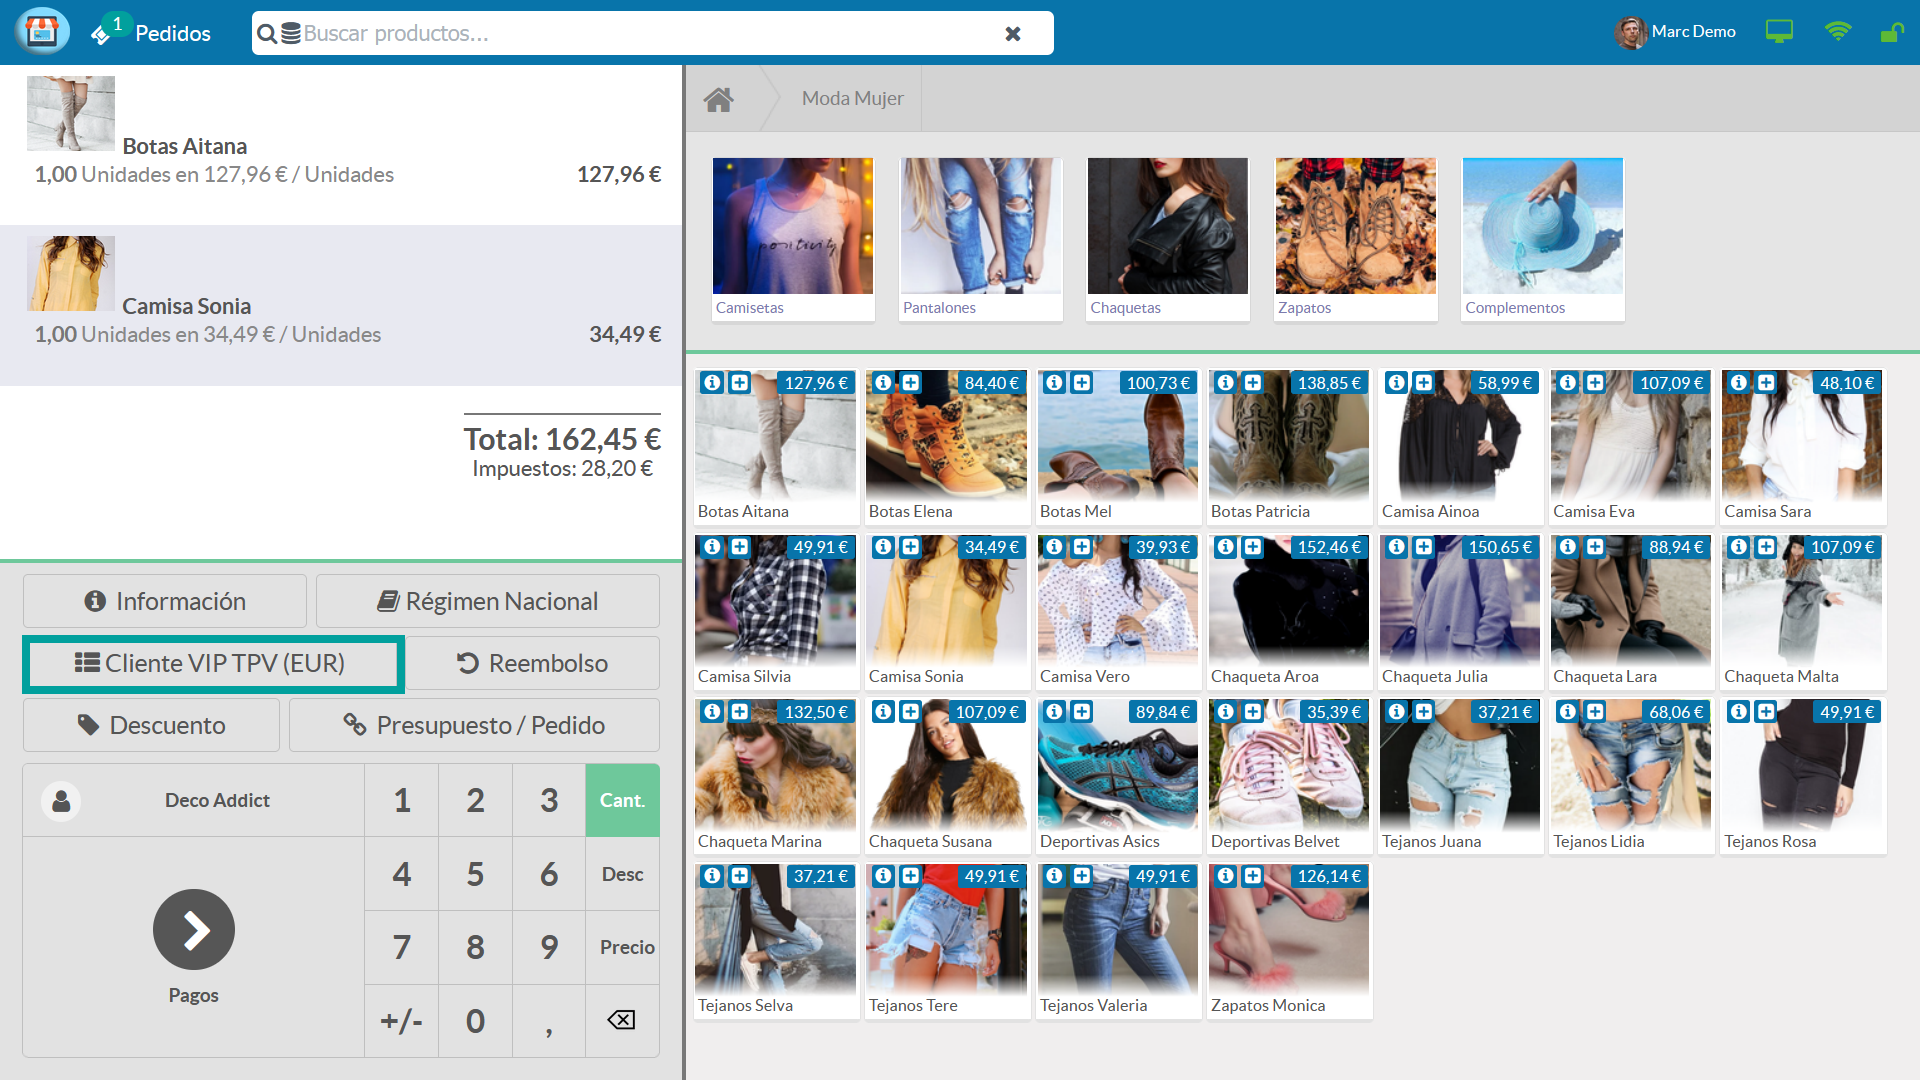 1 Pedidos
Buscar productos...
Marc Demo
Botas Aitana
1,00 Unidades en 127,96 € / Unidades 127,96 €
Camisa Sonia
1,00 Unidades en 34,49 € / Unidades 34,49 €
Total: 162,45 €
Impuestos: 28,20 €
Información Régimen Nacional
Cliente VIP TPV (EUR) Reembolso
Descuento Presupuesto / Pedido
Deco Addict 1 2 3 Cant.
4 5 6 Desc
7 8 9 Precio
Pagos
+/- 0 ,
Moda Mujer
positivity
Camisetas Pantalones Chaquetas Zapatos Complementos
127,96 € 84,40 € 100,73 € 138,85 € 58,99 € 107,09 € 48,10 €
Botas Aitana Botas Elena Botas Mel Botas Patricia Camisa Ainoa Camisa Eva Camisa Sara
49,91 € 34,49 € 39,93 € 152,46 € 150,65 € 88,94 € 107,09 €
Camisa Silvia Camisa Sonia Camisa Vero Chaqueta Aroa Chaqueta Julia Chaqueta Lara Chaqueta Malta
132,50 € 107,09 € 89,84 € 35,39 € 37,21 € 68,06 € 49,91 €
Chaqueta Marina Chaqueta Susana Deportivas Asics Deportivas Belvet Tejanos Juana Tejanos Lidia Tejanos Rosa
37,21 € 49,91 € 49,91 € 126,14 €
Tejanos Selva Tejanos Tere Tejanos Valeria Zapatos Monica